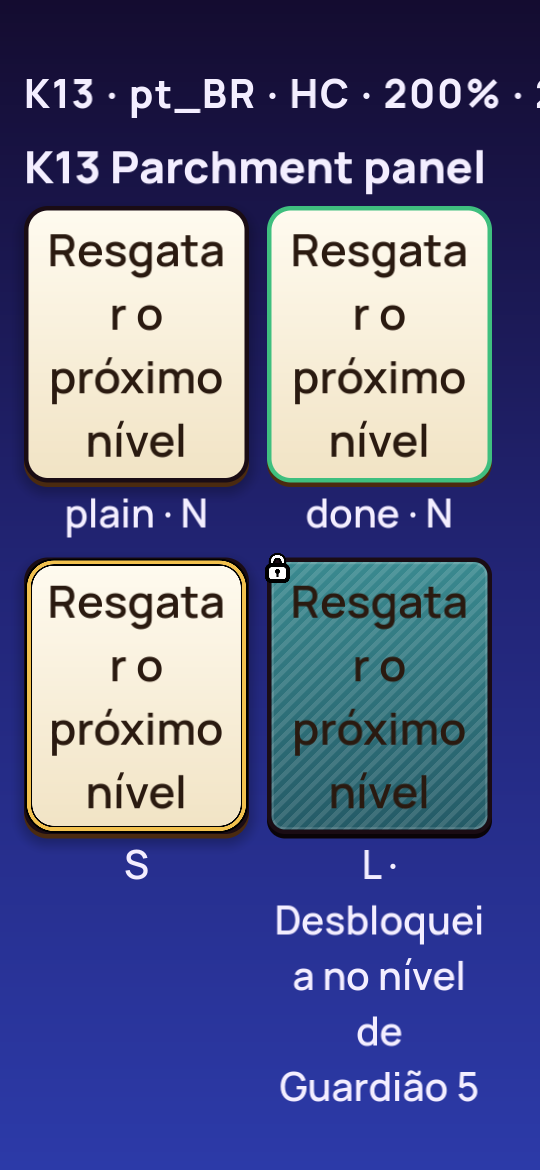 K13 · pt_BR · HC · 200% ·
K13 Parchment panel
Resgata
r o
próximo
nível
plain · N
Resgata
r o
próximo
nível
done · N
Resgata
r o
próximo
nível
S
Resgata
r o
próximo
nível
L ·
Desbloquei
a no nível
de
Guardião 5